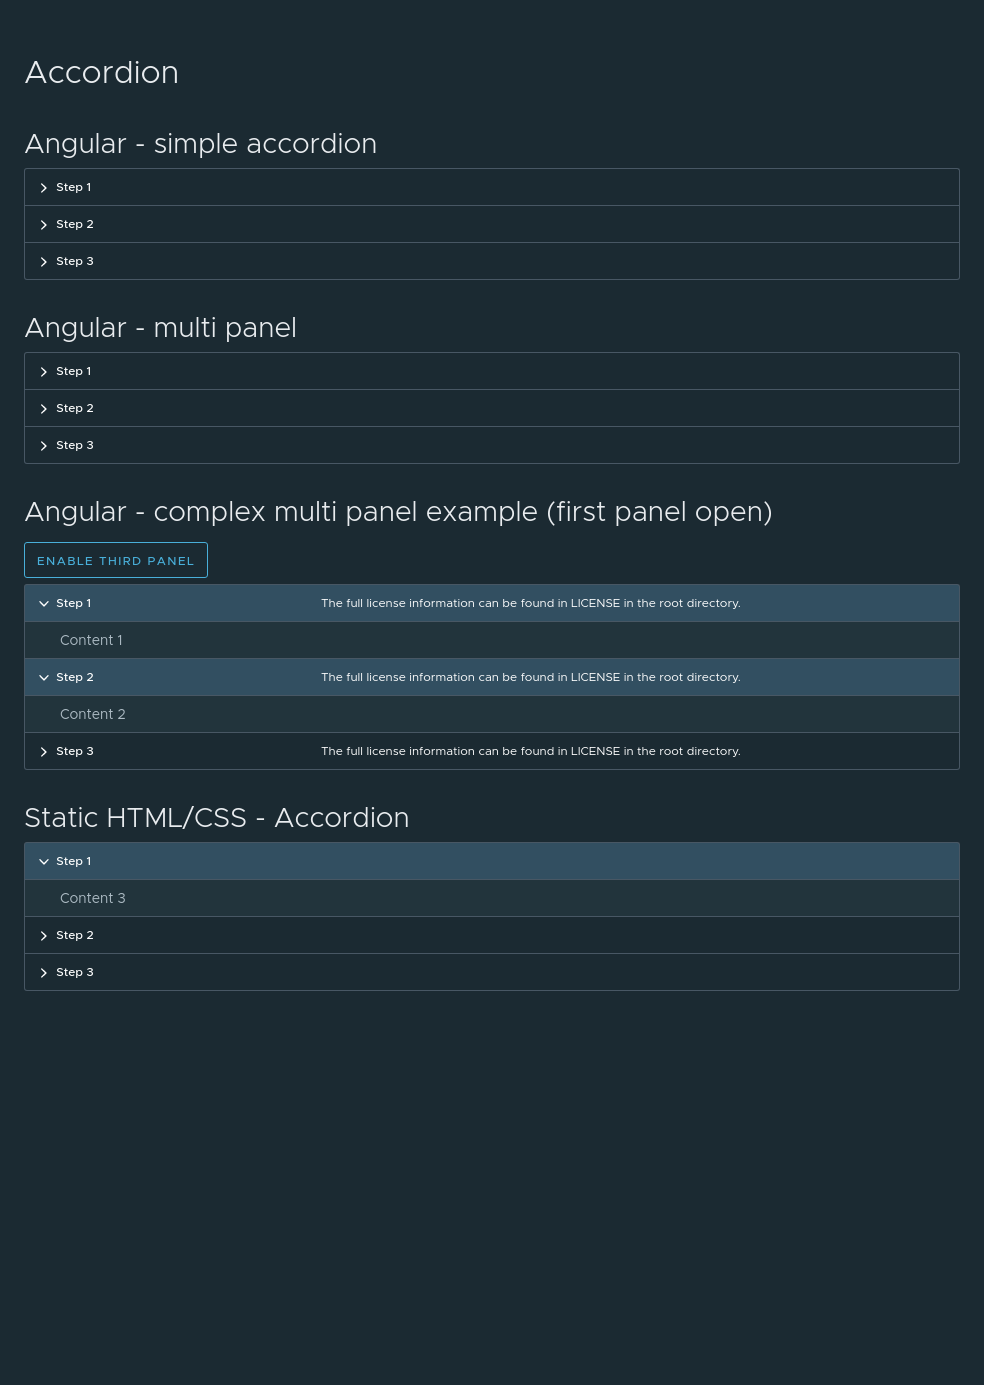 Accordion
Angular - simple accordion
Step 1
Step 2
Step 3
Angular - multi panel
Step 1
Step 2
Step 3
Angular - complex multi panel example (first panel open)
ENABLE THIRD PANEL
Step 1 The full license information can be found in LICENSE in the root directory.
Content 1
Step 2 The full license information can be found in LICENSE in the root directory.
Content 2
Step 3 The full license information can be found in LICENSE in the root directory.
Static HTML/CSS - Accordion
Step 1
Content 3
Step 2
Step 3